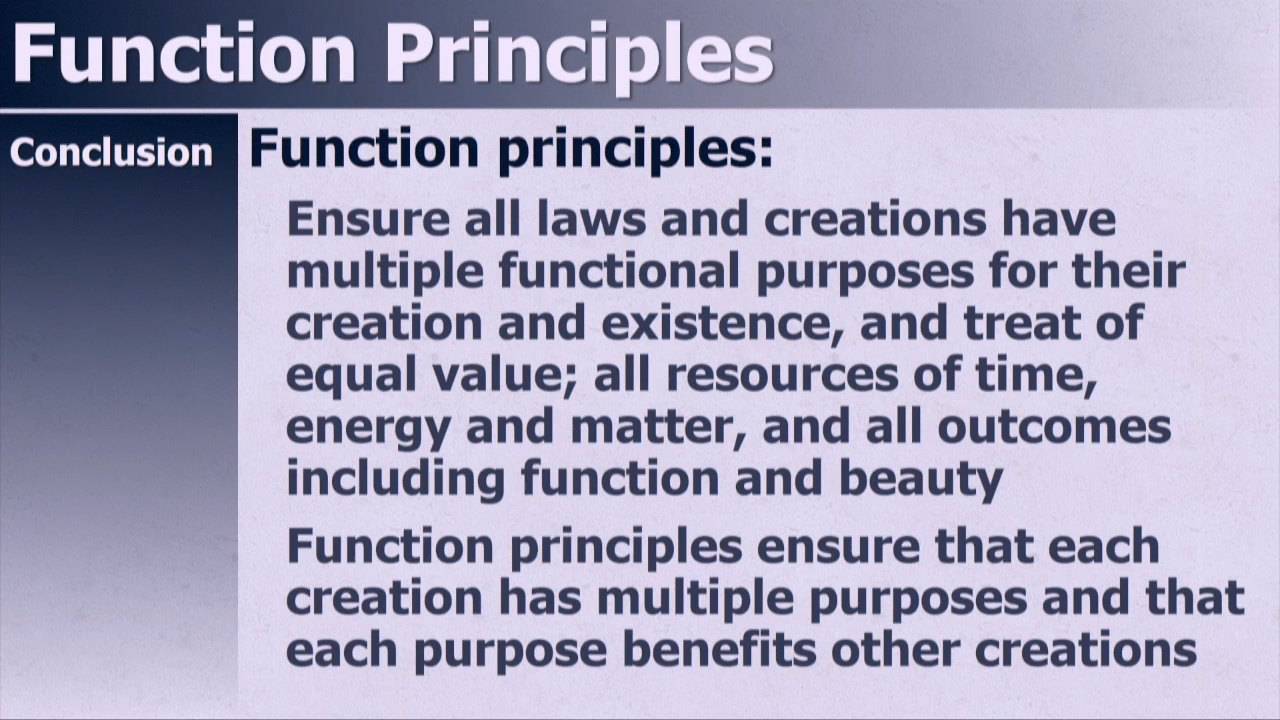 Function Principles
Conclusion
Function principles:
Ensure all laws and creations have
multiple functional purposes for their
creation and existence, and treat of
equal value; all resources of time,
energy and matter, and all outcomes
including function and beauty
Function principles ensure that each
creation has multiple purposes and that
each purpose benefits other creations